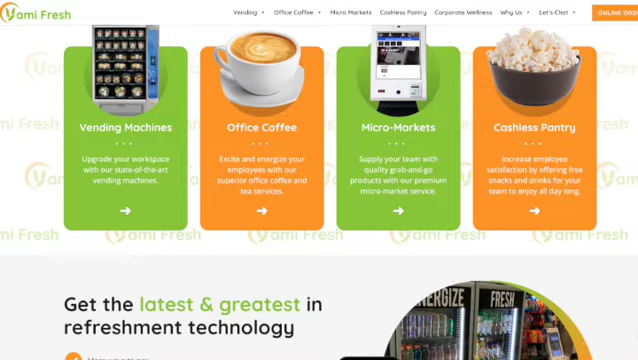 Yami Fresh
Vending
Office Coffee
Micro Markets
Cashless Pantry
Corporate Wellness
Why Us
Let's Chat
Vending Machines
Upgrade your workspace
with our state-of-the-art
vending machines.
Office Coffee
Excite and energize your
employees with our
superior office coffee and
tea services.
Micro-Markets
Supply your team with
quality grab-and-go
products with our premium
micro-market service.
Cashless Pantry
Increase employee
satisfaction by offering free
snacks and drinks for your
team to enjoy all day long.
Yami Fresh
Yami Fresh
Get the latest & greatest in
refreshment technology
ENERGIZE
FRESH